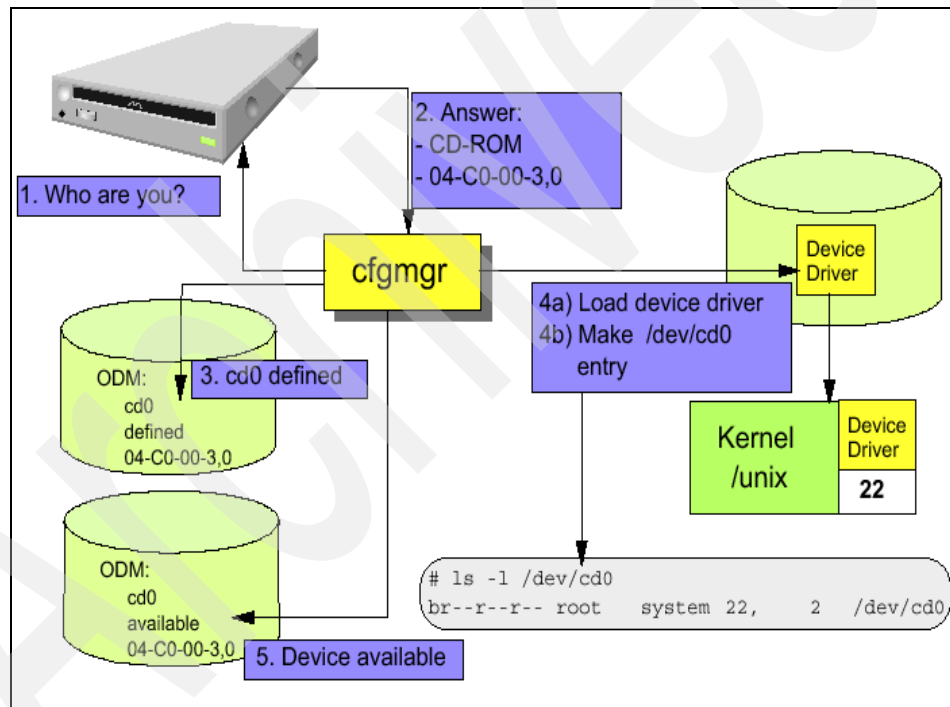 1. Who are you?
2. Answer:
- CD-ROM
- 04-C0-00-3,0
cfgmgr
Device
Driver
4a) Load device driver
4b) Make /dev/cd0
entry
3. cd0 defined
ODM:
cd0
defined
04-C0-00-3,0
Kernel
/unix
Device
Driver
22
ODM:
cd0
available
04-C0-00-3,0
5. Device available
# ls -l /dev/cd0
br--r--r-- root system 22, 2 /dev/cd0
Archive